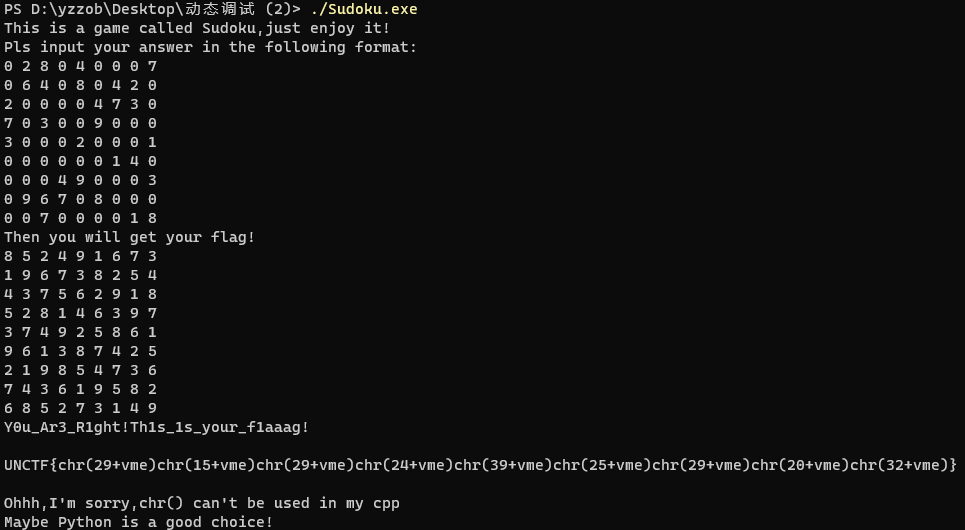 PS D:\yzzob\Desktop\动态调试 (2)> ./Sudoku.exe
This is a game called Sudoku,just enjoy it!
Pls input your answer in the following format:
0 2 8 0 4 0 0 0 7
0 6 4 0 8 0 4 2 0
2 0 0 0 0 4 7 3 0
7 0 3 0 0 9 0 0 0
3 0 0 0 2 0 0 0 1
0 0 0 0 0 0 1 4 0
0 0 0 4 9 0 0 0 3
0 9 6 7 0 8 0 0 0
0 0 7 0 0 0 0 1 8
Then you will get your flag!
8 5 2 4 9 1 6 7 3
1 9 6 7 3 8 2 5 4
4 3 7 5 6 2 9 1 8
5 2 8 1 4 6 3 9 7
3 7 4 9 2 5 8 6 1
9 6 1 3 8 7 4 2 5
2 1 9 8 5 4 7 3 6
7 4 3 6 1 9 5 8 2
6 8 5 2 7 3 1 4 9
Y0u_Ar3_R1ght!Th1s_1s_your_f1aaag!
UNCTF{chr(29+vme)chr(15+vme)chr(29+vme)chr(24+vme)chr(39+vme)chr(25+vme)chr(29+vme)chr(20+vme)chr(32+vme)}
Ohhh,I'm sorry,chr() can't be used in my cpp
Maybe Python is a good choice!